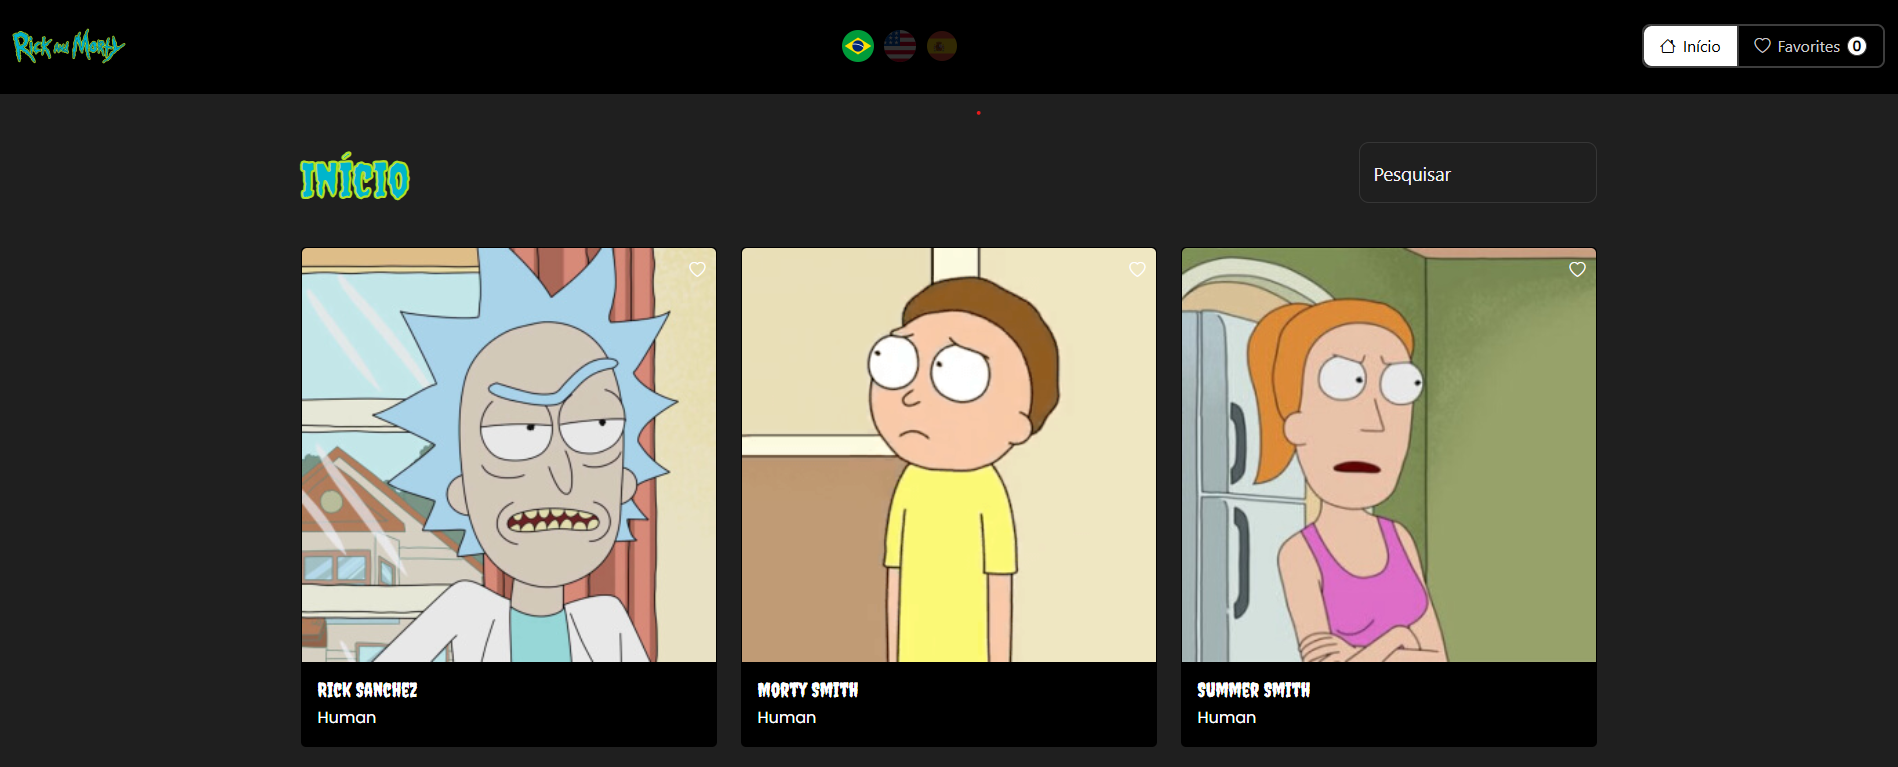 Rick and Morty
Início
Favorites 0
INÍCIO
Pesquisar
RICK SANCHEZ
Human
MORTY SMITH
Human
SUMMER SMITH
Human